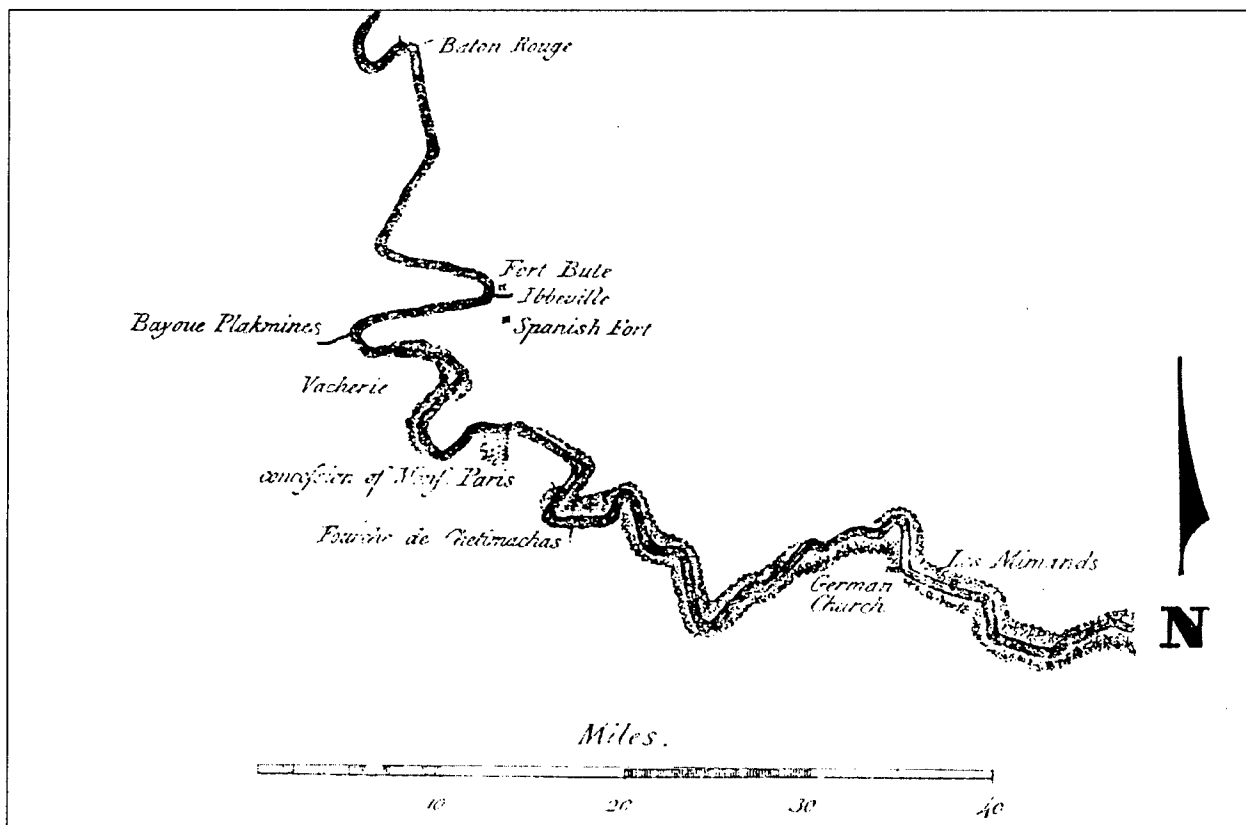 Baton Rouge
Fort Bute
Ibbeville
Spanish Fort
Bayoue Plakmines
Vacherie
concession of Monſ. Paris
Fourche de Chetimachas
Les Allemands
German
Church
N
Miles.
10 20 30 40